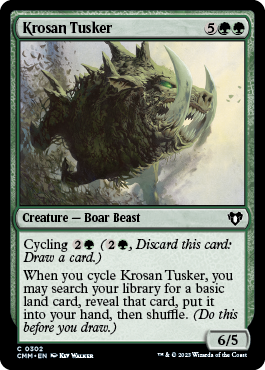 Krosan Tusker 5
Creature — Boar Beast
Cycling 2 (2, Discard this card:
Draw a card.)
When you cycle Krosan Tusker, you
may search your library for a basic
land card, reveal that card, put it
into your hand, then shuffle. (Do this
before you draw.)
6/5
C 0302
CMM • EN Kev Walker
™ & © 2023 Wizards of the Coast